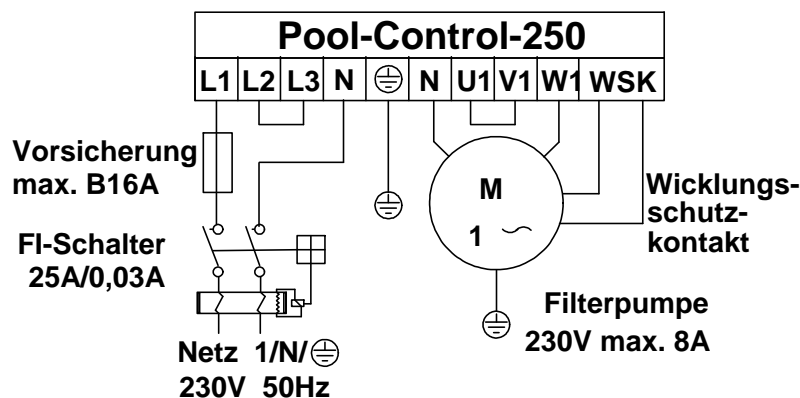 Pool-Control-250
L1 L2 L3 N N U1 V1 W1 WSK
Vorsicherung
max. B16A
FI-Schalter
25A/0,03A
M
1 ~
Wicklungs-
schutz-
kontakt
Filterpumpe
230V max. 8A
Netz 1/N/⏚
230V 50Hz